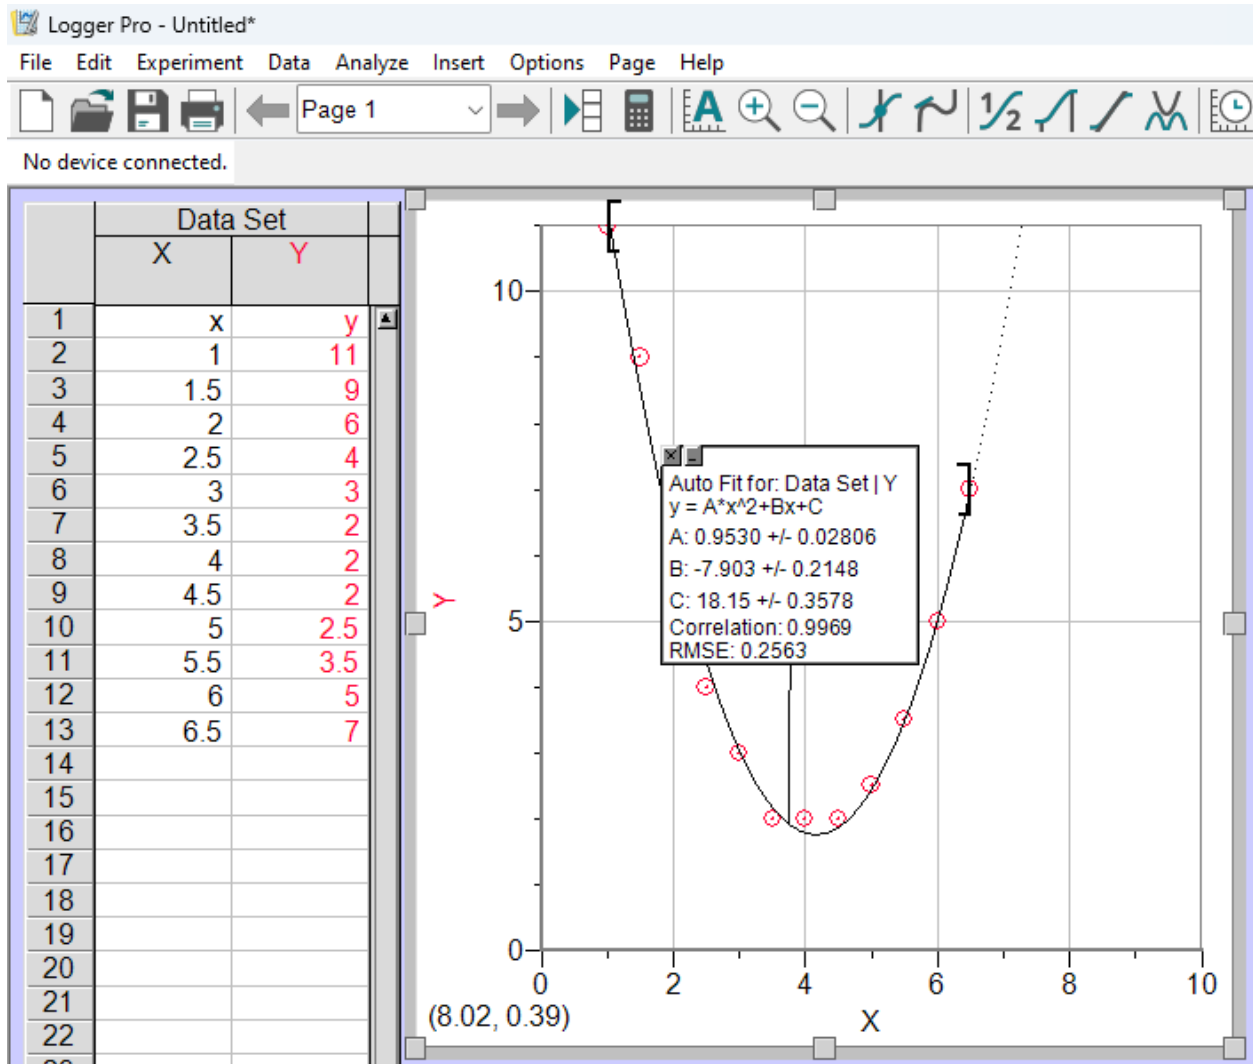 Logger Pro - Untitled*
File Edit Experiment Data Analyze Insert Options Page Help
Page 1
No device connected.
Data Set
X Y
1 x y
2 1 11
3 1.5 9
4 2 6
5 2.5 4
6 3 3
7 3.5 2
8 4 2
9 4.5 2
10 5 2.5
11 5.5 3.5
12 6 5
13 6.5 7
14
15
16
17
18
19
20
21
22
10
5
0
Y
Auto Fit for: Data Set | Y
y = A*x^2+Bx+C
A: 0.9530 +/- 0.02806
B: -7.903 +/- 0.2148
C: 18.15 +/- 0.3578
Correlation: 0.9969
RMSE: 0.2563
0 2 4 6 8 10
(8.02, 0.39)
X